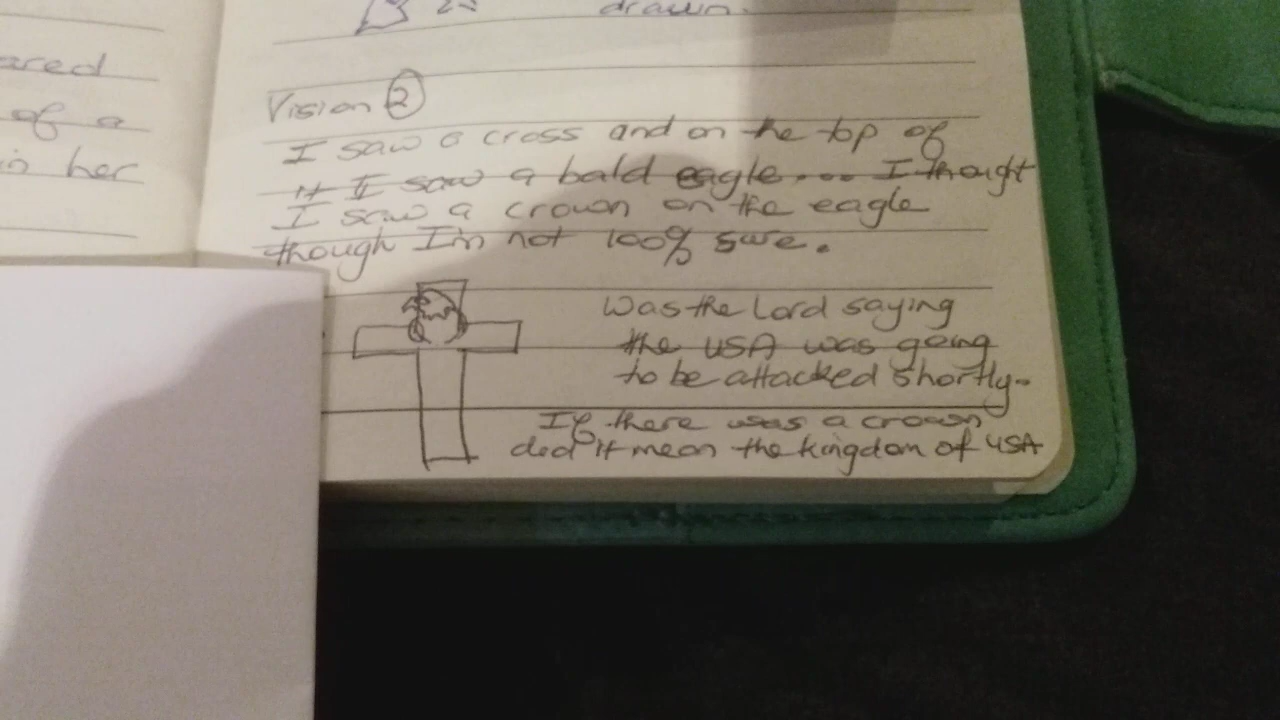 ared
of a
in her
drawn.
Vision 2
I saw a cross and on the top of
it I saw a bald eagle.... I thought
I saw a crown on the eagle
though I'm not 100% sure.
Was the Lord saying
the USA was going
to be attacked shortly.
If there was a crown
did it mean the kingdom of USA